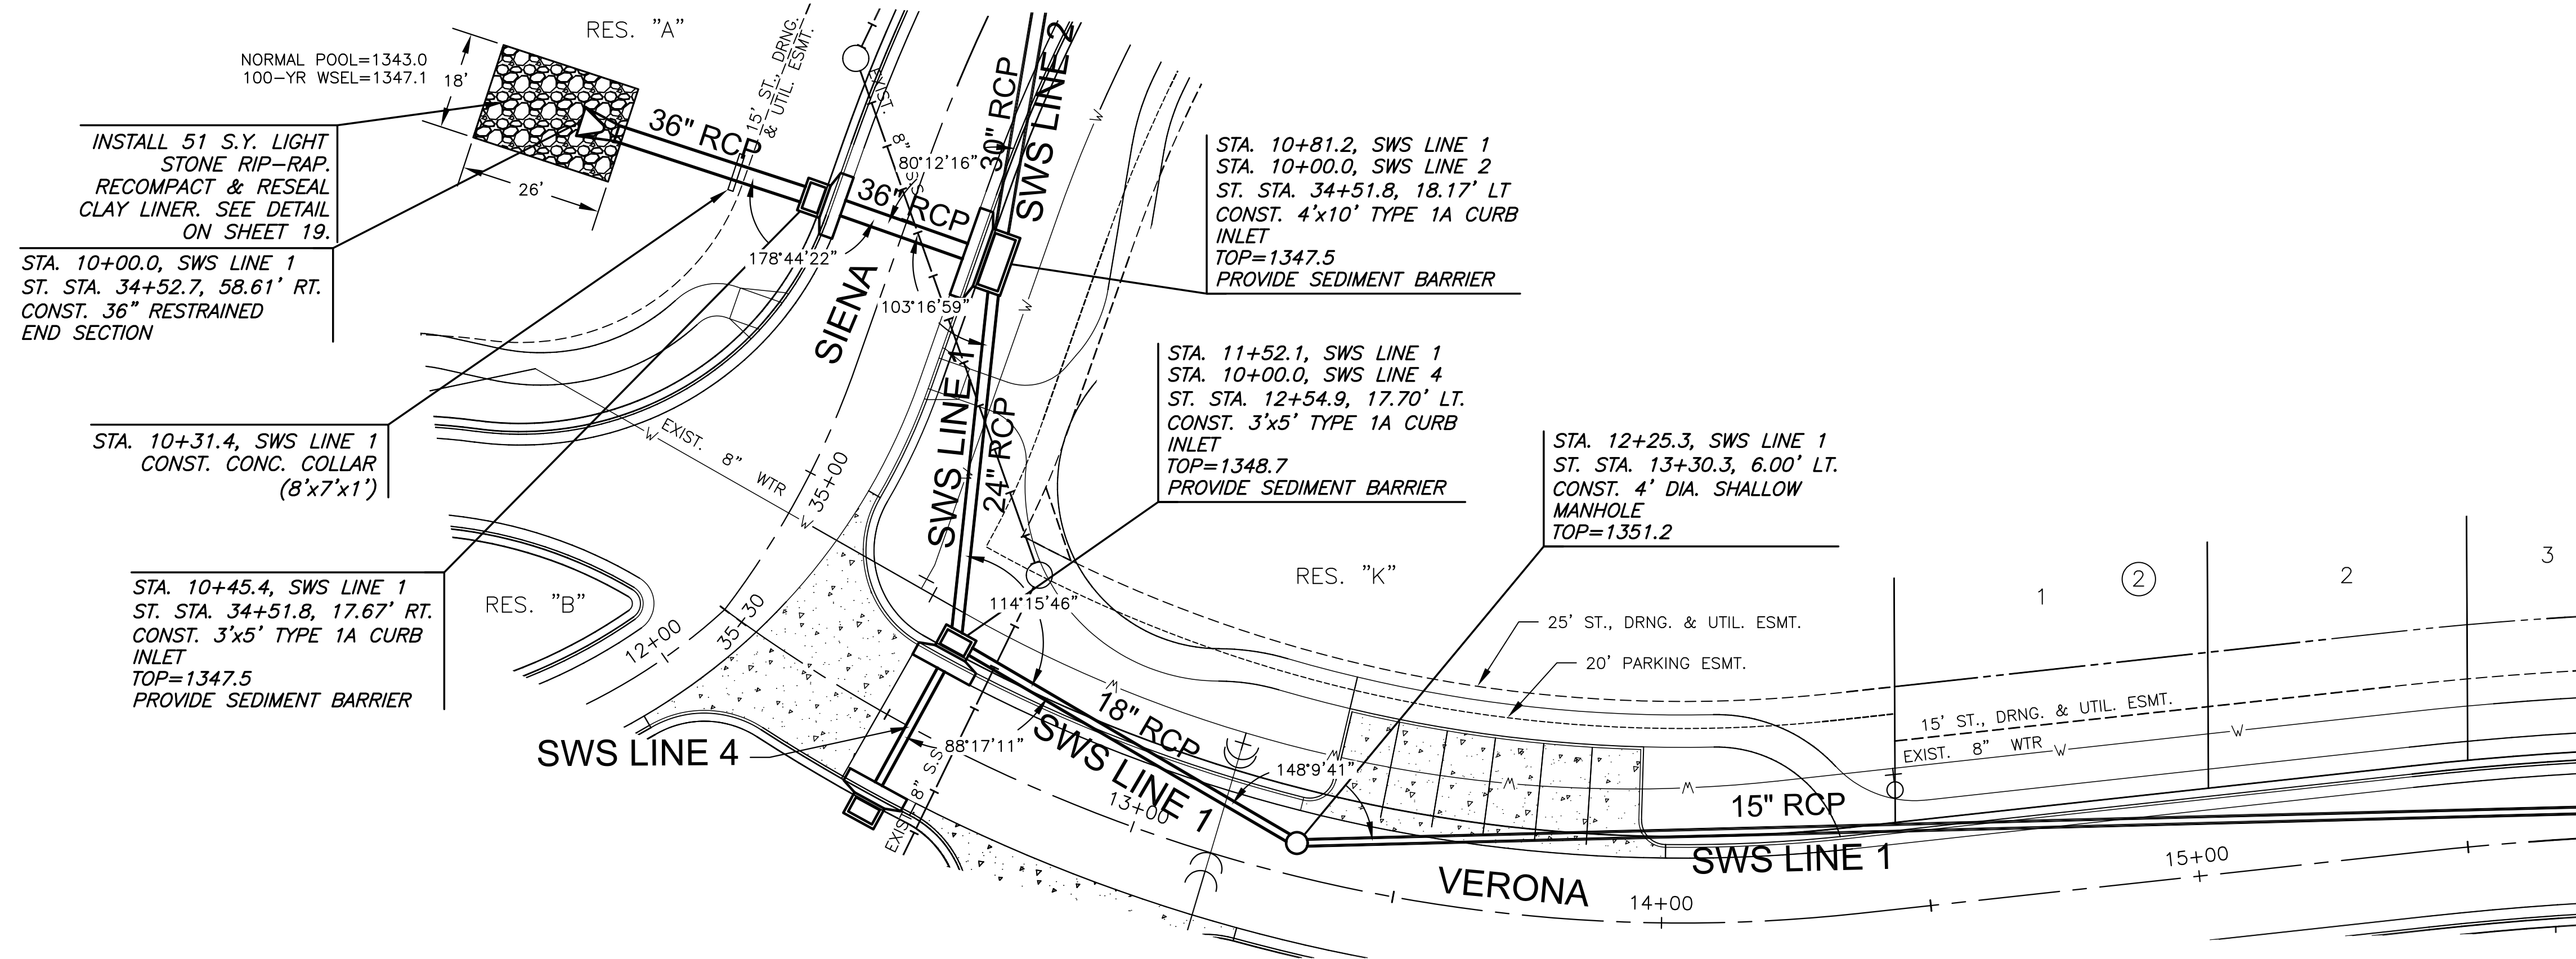 RES. "A"
15' ST., DRNG.
& UTIL. ESMT.
NORMAL POOL=1343.0
100-YR WSEL=1347.1
18'
26'
INSTALL 51 S.Y. LIGHT
STONE RIP-RAP.
RECOMPACT & RESEAL
CLAY LINER. SEE DETAIL
ON SHEET 19.
STA. 10+00.0, SWS LINE 1
ST. STA. 34+52.7, 58.61' RT.
CONST. 36" RESTRAINED
END SECTION
STA. 10+31.4, SWS LINE 1
CONST. CONC. COLLAR
(8'x7'x1')
STA. 10+45.4, SWS LINE 1
ST. STA. 34+51.8, 17.67' RT.
CONST. 3'x5' TYPE 1A CURB
INLET
TOP=1347.5
PROVIDE SEDIMENT BARRIER
36" RCP
36" RCP
EXIST. 8" S.S.
80°12'16"
178°44'22"
103°16'59"
30" RCP
SWS LINE 2
SIENA
SWS LINE 1
24" RCP
W
W
STA. 10+81.2, SWS LINE 1
STA. 10+00.0, SWS LINE 2
ST. STA. 34+51.8, 18.17' LT
CONST. 4'x10' TYPE 1A CURB
INLET
TOP=1347.5
PROVIDE SEDIMENT BARRIER
STA. 11+52.1, SWS LINE 1
STA. 10+00.0, SWS LINE 4
ST. STA. 12+54.9, 17.70' LT.
CONST. 3'x5' TYPE 1A CURB
INLET
TOP=1348.7
PROVIDE SEDIMENT BARRIER
STA. 12+25.3, SWS LINE 1
ST. STA. 13+30.3, 6.00' LT.
CONST. 4' DIA. SHALLOW
MANHOLE
TOP=1351.2
W EXIST. 8" WTR W
35+00
35+30
12+00
RES. "B"
RES. "K"
114°15'46"
88°17'11"
148°9'41"
SWS LINE 4
EXIST. 8" S.S.
18" RCP
SWS LINE 1
13+00
W
W
W
W
25' ST., DRNG. & UTIL. ESMT.
20' PARKING ESMT.
1
2
2
3
15' ST., DRNG. & UTIL. ESMT.
EXIST. 8" WTR W
W
15" RCP
SWS LINE 1
VERONA
14+00
15+00